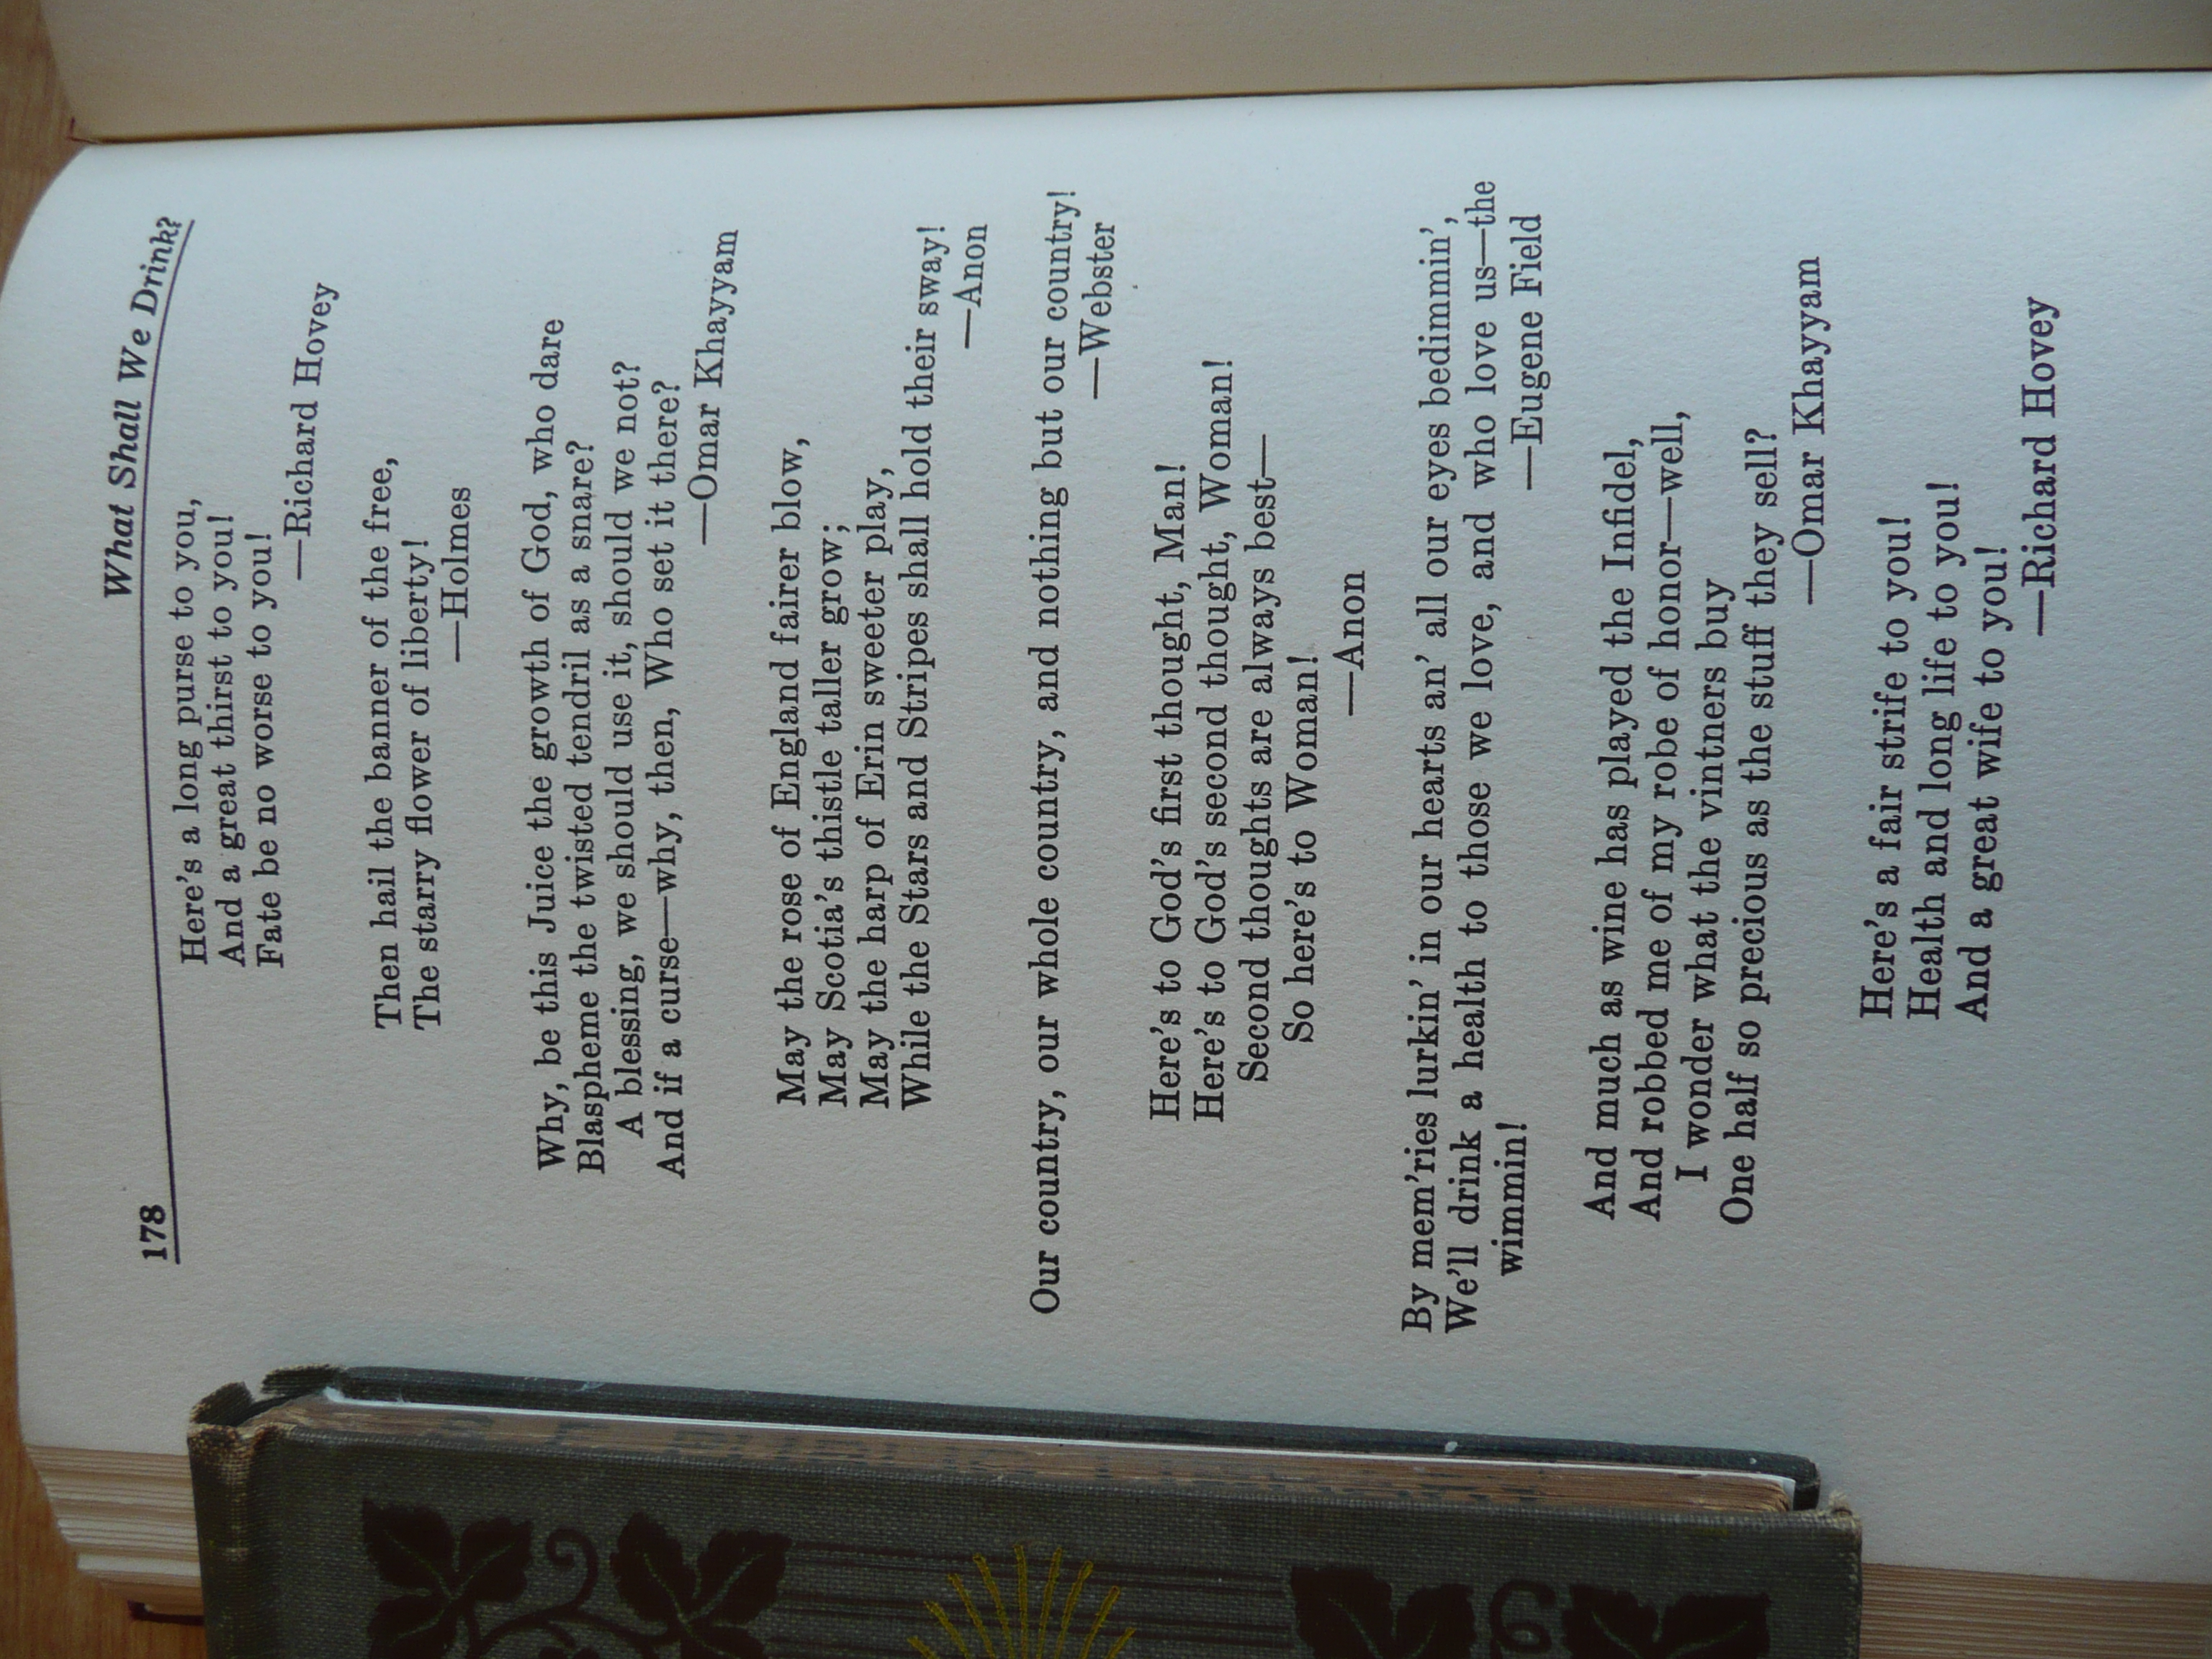 178 What Shall We Drink?
Here's a long purse to you,
And a great thirst to you!
Fate be no worse to you!
—Richard Hovey
Then hail the banner of the free,
The starry flower of liberty!
—Holmes
Why, be this Juice the growth of God, who dare
Blaspheme the twisted tendril as a snare?
A blessing, we should use it, should we not?
And if a curse—why, then, Who set it there?
—Omar Khayyam
May the rose of England fairer blow,
May Scotia's thistle taller grow;
May the harp of Erin sweeter play,
While the Stars and Stripes shall hold their sway!
—Anon
Our country, our whole country, and nothing but our country!
—Webster
Here's to God's first thought, Man!
Here's to God's second thought, Woman!
Second thoughts are always best—
So here's to Woman!
—Anon
By mem'ries lurkin' in our hearts an' all our eyes bedimmin',
We'll drink a health to those we love, and who love us—the
wimmin!
—Eugene Field
And much as wine has played the Infidel,
And robbed me of my robe of honor—well,
I wonder what the vintners buy
One half so precious as the stuff they sell?
—Omar Khayyam
Here's a fair strife to you!
Health and long life to you!
And a great wife to you!
—Richard Hovey